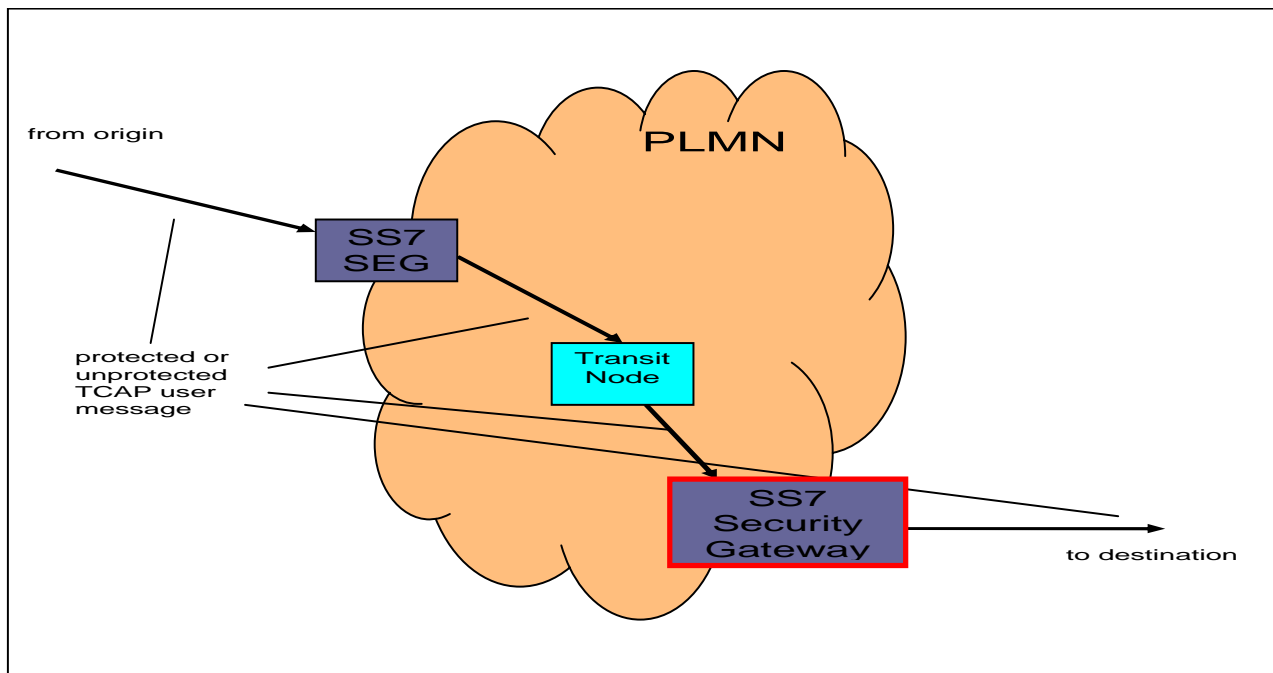 PLMN
from origin
SS7
SEG
protected or
unprotected
TCAP user
message
Transit
Node
SS7
Security
Gateway
to destination